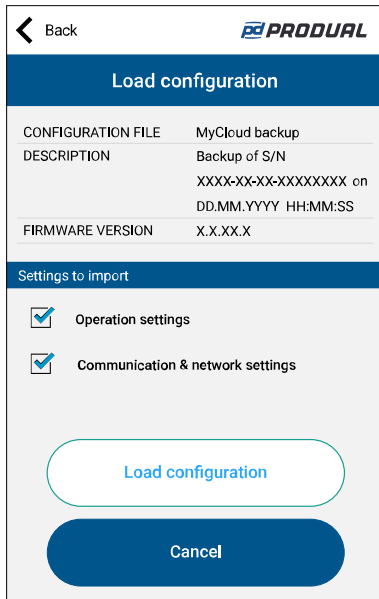 Back
pd PRODUAL
Load configuration
CONFIGURATION FILE MyCloud backup
DESCRIPTION Backup of S/N
XXXX-XX-XX-XXXXXXXX on
DD.MM.YYYY HH:MM:SS
FIRMWARE VERSION X.X.XX.X
Settings to import
Operation settings
Communication & network settings
Load configuration
Cancel